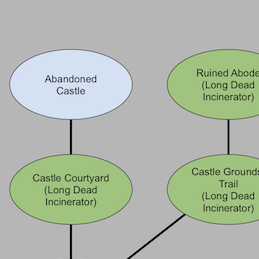 Abandoned
Castle
Ruined Abode
(Long Dead
Incinerator)
Castle Courtyard
(Long Dead
Incinerator)
Castle Grounds
Trail
(Long Dead
Incinerator)